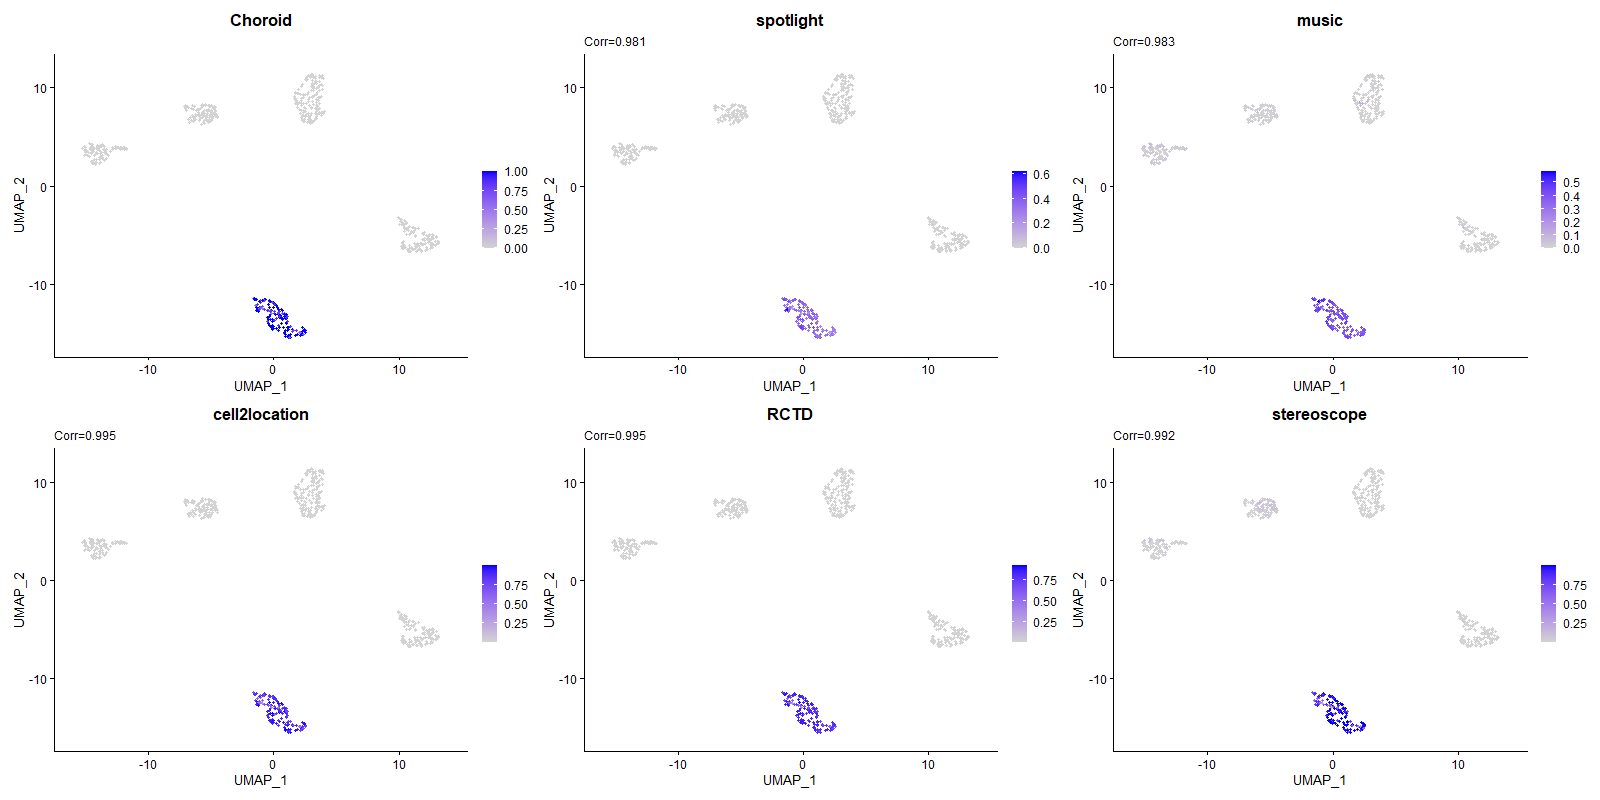 Choroid
10
0
-10
UMAP_2
-10
0
10
UMAP_1
1.00
0.75
0.50
0.25
0.00
spotlight
Corr=0.981
10
0
-10
UMAP_2
-10
0
10
UMAP_1
0.6
0.4
0.2
0.0
music
Corr=0.983
10
0
-10
UMAP_2
-10
0
10
UMAP_1
0.5
0.4
0.3
0.2
0.1
0.0
cell2location
Corr=0.995
10
0
-10
UMAP_2
-10
0
10
UMAP_1
0.75
0.50
0.25
RCTD
Corr=0.995
10
0
-10
UMAP_2
-10
0
10
UMAP_1
0.75
0.50
0.25
stereoscope
Corr=0.992
10
0
-10
UMAP_2
-10
0
10
UMAP_1
0.75
0.50
0.25